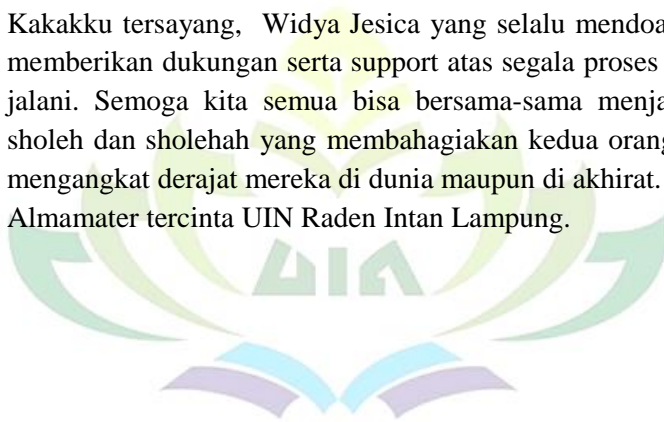 Kakakku tersayang, Widya Jesica yang selalu mendoa
memberikan dukungan serta support atas segala proses
jalani. Semoga kita semua bisa bersama-sama menja
sholeh dan sholehah yang membahagiakan kedua orang
mengangkat derajat mereka di dunia maupun di akhirat.
Almamater tercinta UIN Raden Intan Lampung.
UIN